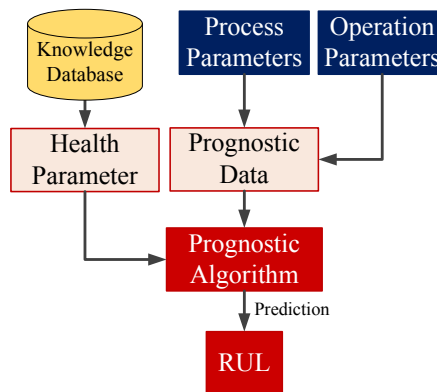 Knowledge
Database
Process
Parameters
Operation
Parameters
Health
Parameter
Prognostic
Data
Prognostic
Algorithm
Prediction
RUL